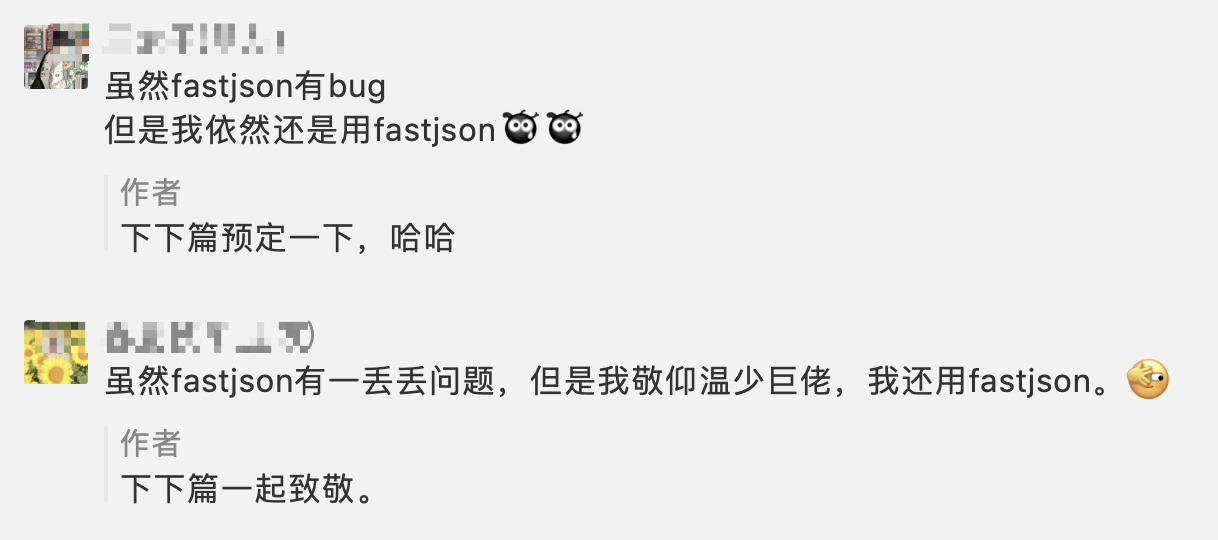 虽然fastjson有bug
但是我依然还是用fastjson
作者
下下篇预定一下，哈哈
虽然fastjson有一丢丢问题，但是我敬仰温少巨佬，我还用fastjson。
作者
下下篇一起致敬。